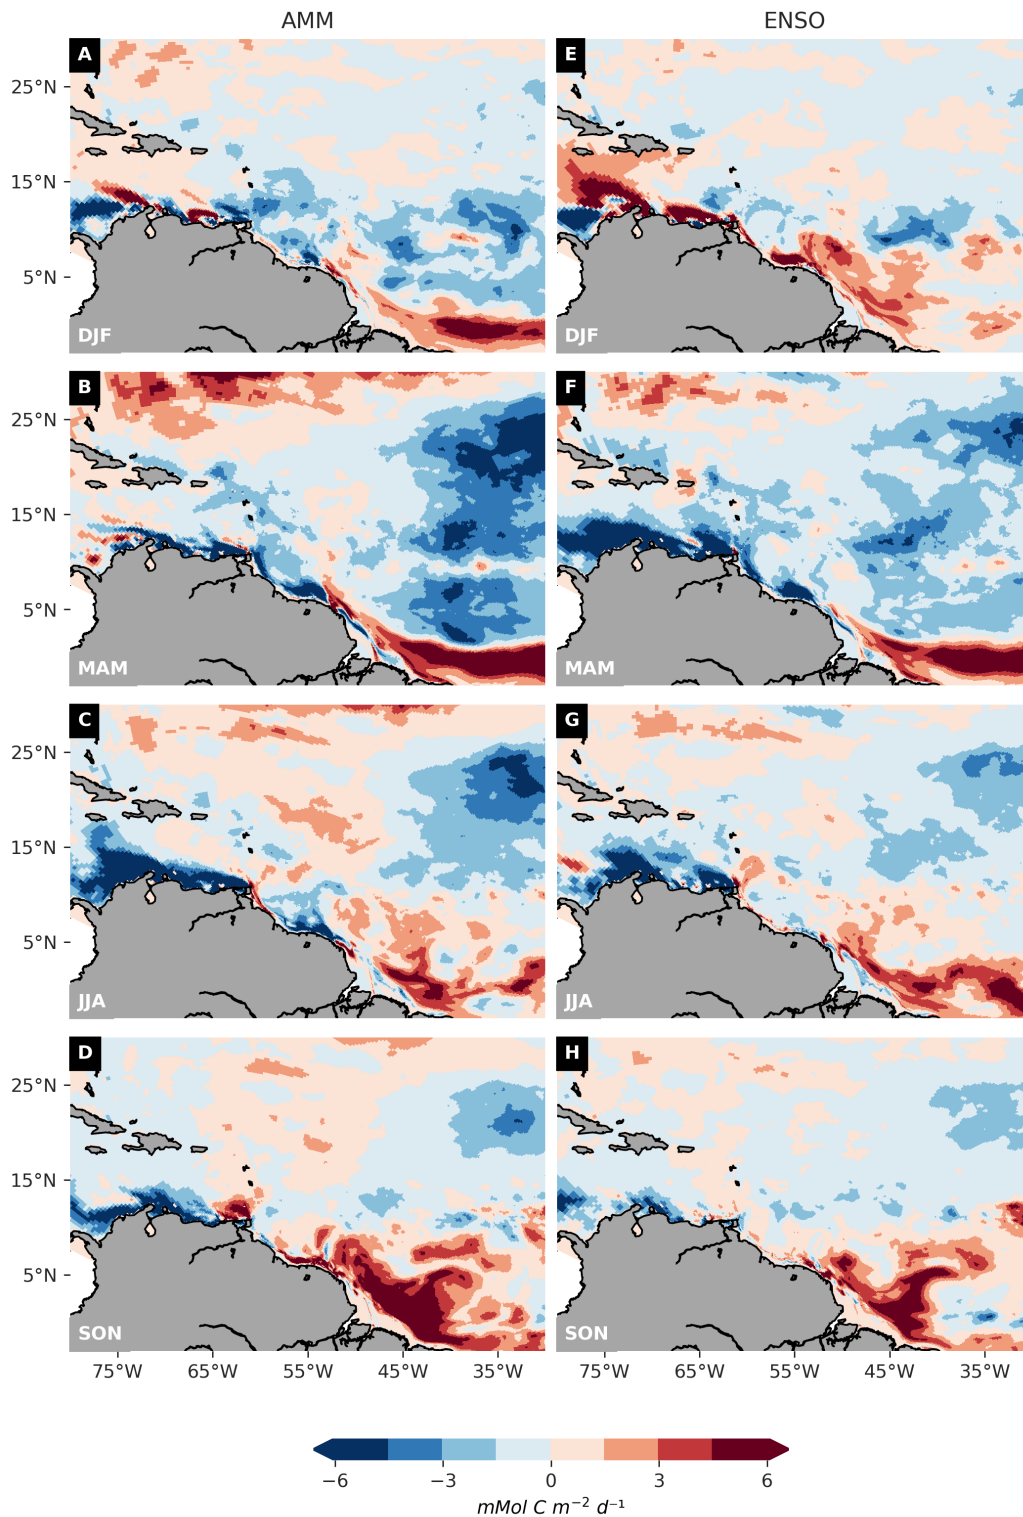 AMM ENSO
A E
25°N
15°N
5°N
DJF DJF
B F
25°N
15°N
5°N
MAM MAM
C G
25°N
15°N
5°N
JJA JJA
D H
25°N
15°N
5°N
SON SON
75°W 65°W 55°W 45°W 35°W 75°W 65°W 55°W 45°W 35°W
−6 −3 0 3 6
mMol C m⁻² d⁻¹